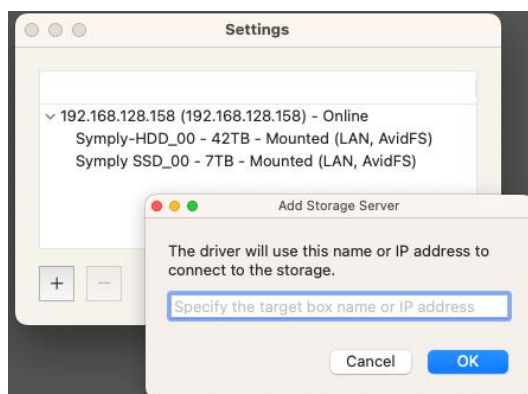 Settings
192.168.128.158 (192.168.128.158) - Online
Symply-HDD_00 - 42TB - Mounted (LAN, AvidFS)
Symply SSD_00 - 7TB - Mounted (LAN, AvidFS)
Add Storage Server
The driver will use this name or IP address to
connect to the storage.
Specify the target box name or IP address
+ −
Cancel OK